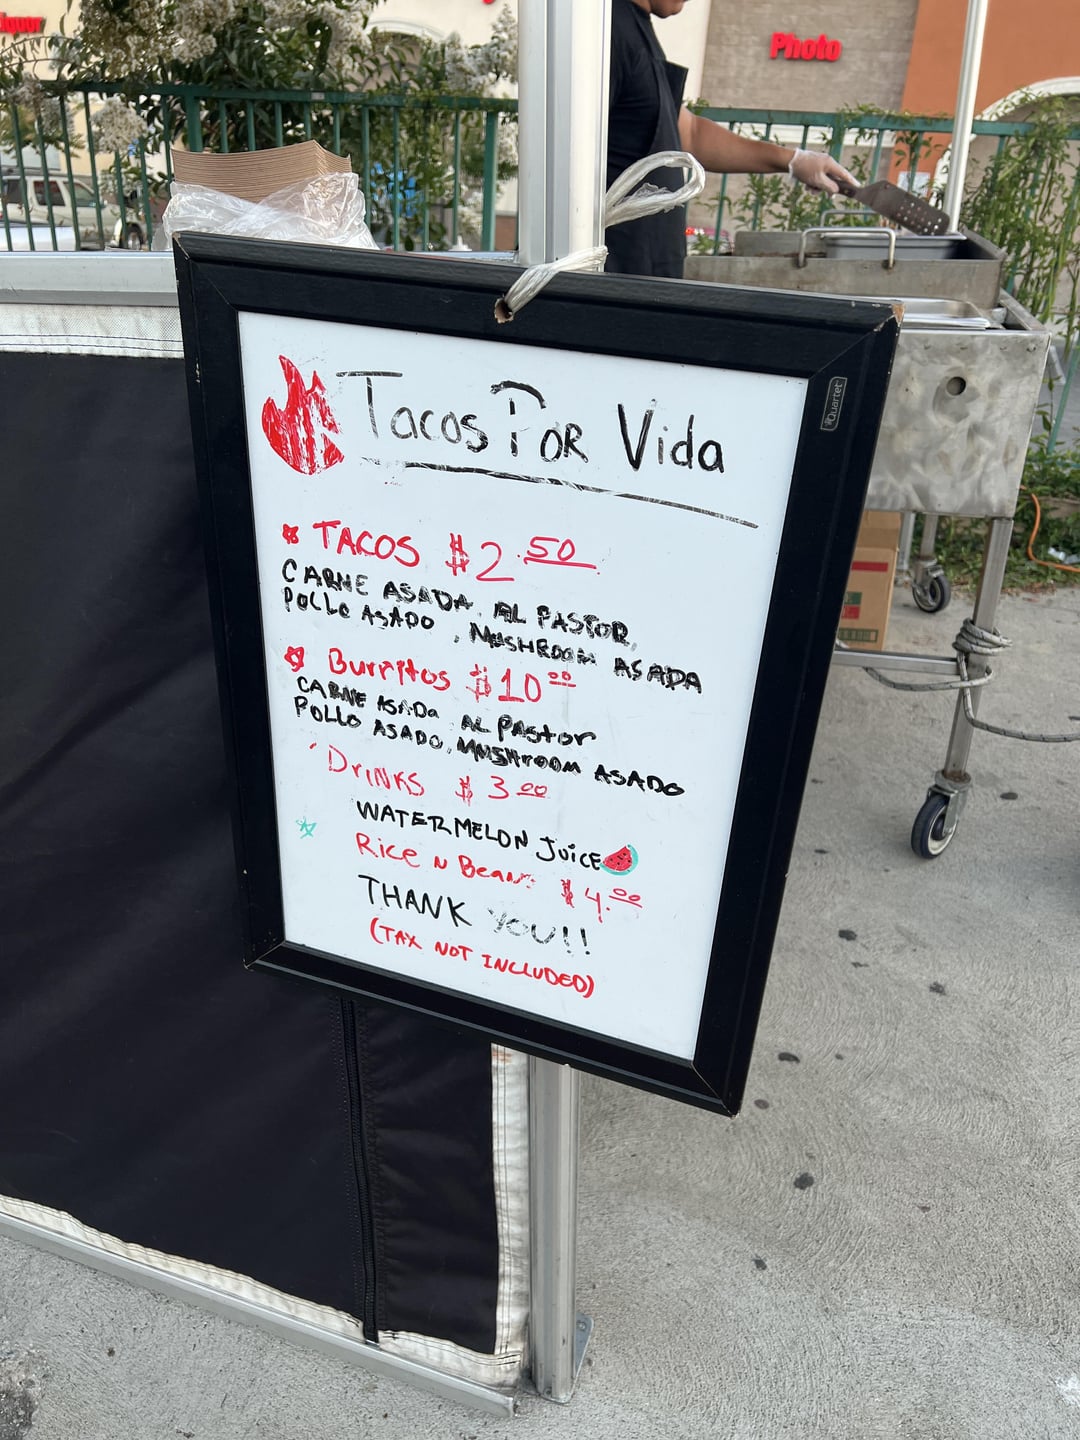 Liquor
Photo
Quartet
Tacos Por Vida
TACOS $2.50
CARNE ASADA, AL PASTOR,
POLLO ASADO, MUSHROOM ASADA
Burritos $10.00
CARNE ASADA, AL PASTOR
POLLO ASADO, MUSHROOM ASADO
Drinks $3.00
WATERMELON JUICE
Rice N Beans $4.00
THANK YOU!!
(TAX NOT INCLUDED)